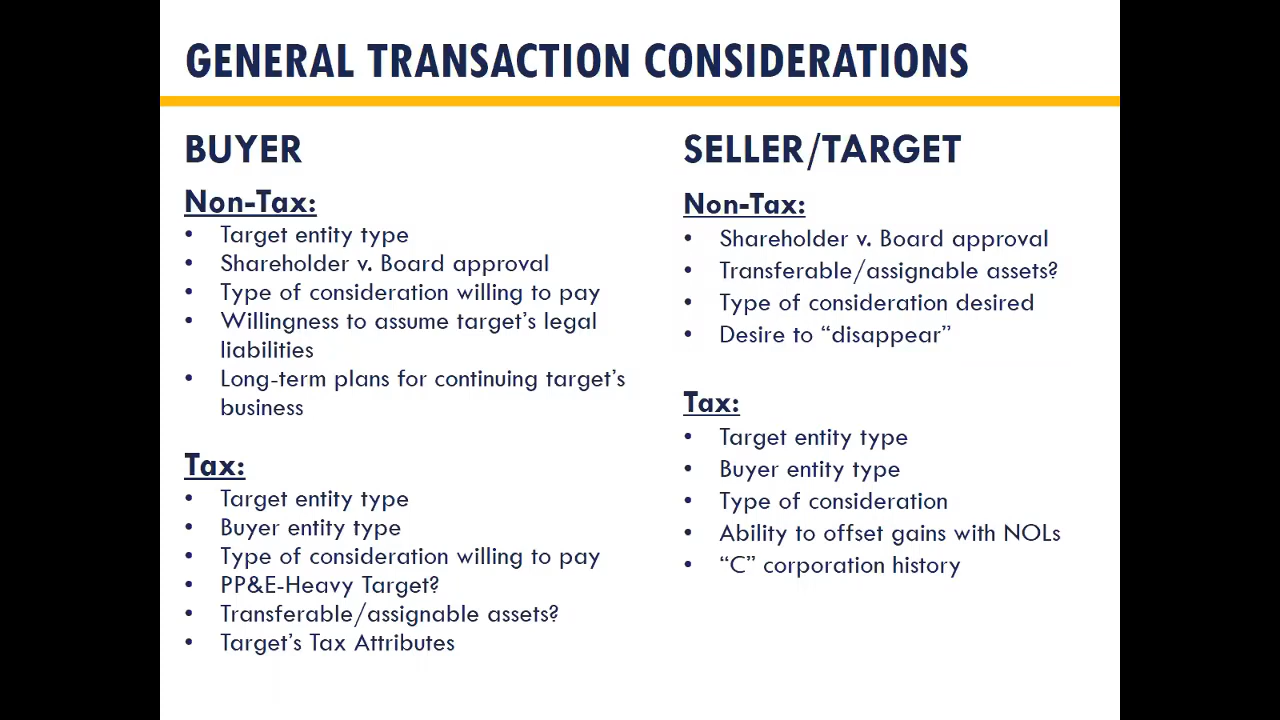 GENERAL TRANSACTION CONSIDERATIONS
BUYER
Non-Tax:
• Target entity type
• Shareholder v. Board approval
• Type of consideration willing to pay
• Willingness to assume target’s legal
liabilities
• Long-term plans for continuing target’s
business
Tax:
• Target entity type
• Buyer entity type
• Type of consideration willing to pay
• PP&E-Heavy Target?
• Transferable/assignable assets?
• Target’s Tax Attributes
SELLER/TARGET
Non-Tax:
• Shareholder v. Board approval
• Transferable/assignable assets?
• Type of consideration desired
• Desire to “disappear”
Tax:
• Target entity type
• Buyer entity type
• Type of consideration
• Ability to offset gains with NOLs
• “C” corporation history